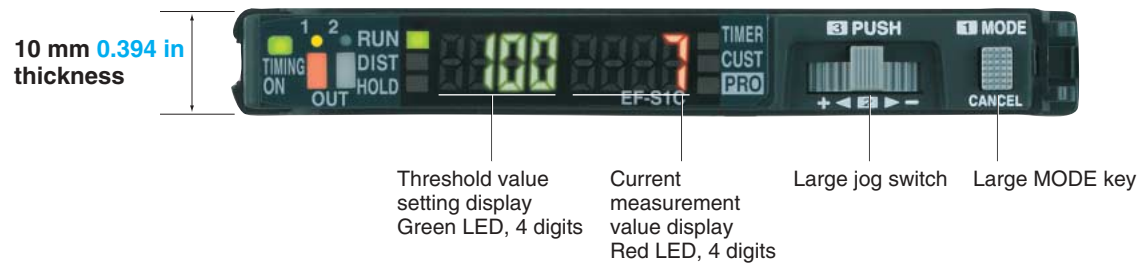 10 mm 0.394 in
thickness
1 2
TIMING
ON
OUT
RUN
DIST
HOLD
100
7
EF-S1C
TIMER
CUST
PRO
3 PUSH
+ ◀ 2 ▶ −
1 MODE
CANCEL
Threshold value
setting display
Green LED, 4 digits
Current
measurement
value display
Red LED, 4 digits
Large jog switch
Large MODE key